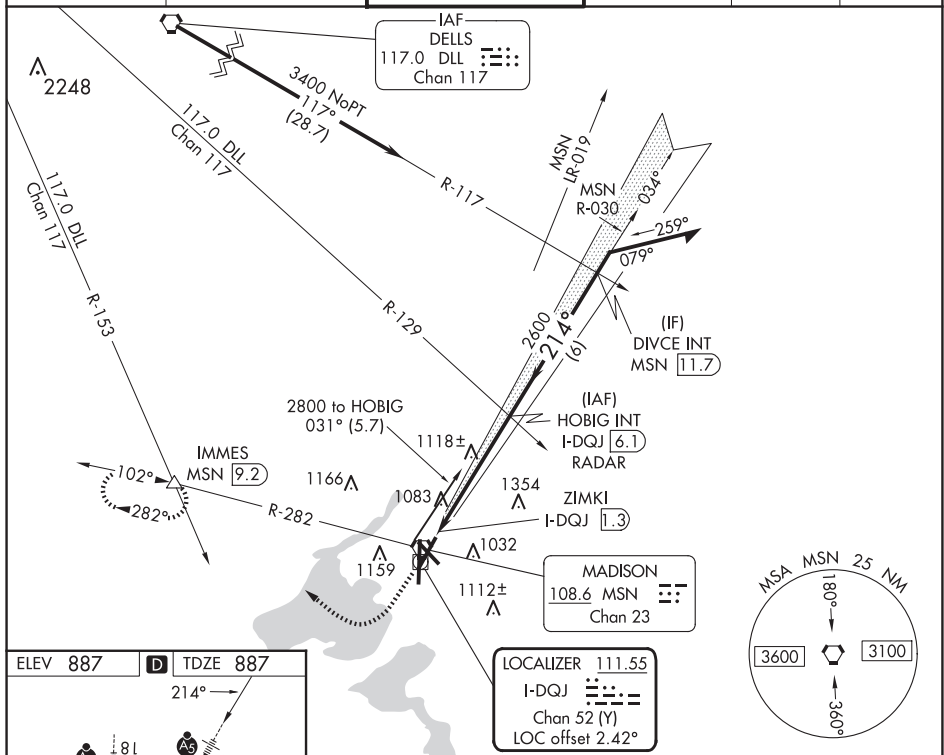 IAF
DELLS
117.0 DLL
Chan 117
2248
3400 NoPT
117°
(28.7)
117.0 DLL
Chan 117
117.0 DLL
Chan 117
R-117
MSN
LR-019
MSN
R-030
034°
259°
079°
R-129
R-153
2600
214°
(6)
(IF)
DIVCE INT
MSN 11.7
(IAF)
HOBIG INT
I-DQJ 6.1
RADAR
2800 to HOBIG
031° (5.7)
1118±
IMMES
MSN 9.2
1166
1083
1354
ZIMKI
I-DQJ 1.3
102°
282°
R-282
1159
1032
1112±
MADISON
108.6 MSN
Chan 23
MSA MSN 25 NM
180°
3600
3100
360°
LOCALIZER 111.55
I-DQJ
Chan 52 (Y)
LOC offset 2.42°
ELEV 887 D TDZE 887
214°
18
A5